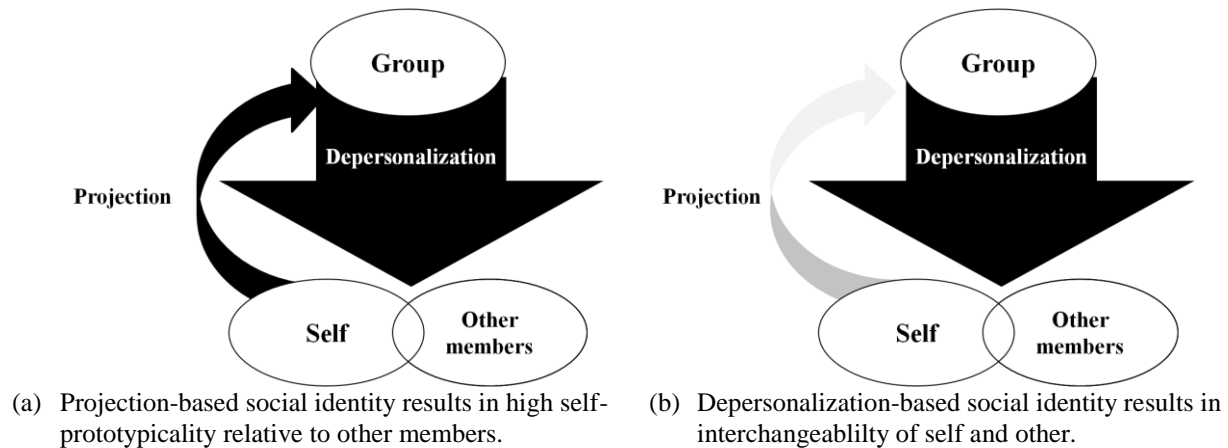 Group
Depersonalization
Projection
Self
Other
members
(a) Projection-based social identity results in high self-
prototypicality relative to other members.
Group
Depersonalization
Projection
Self
Other
members
(b) Depersonalization-based social identity results in
interchangeablilty of self and other.